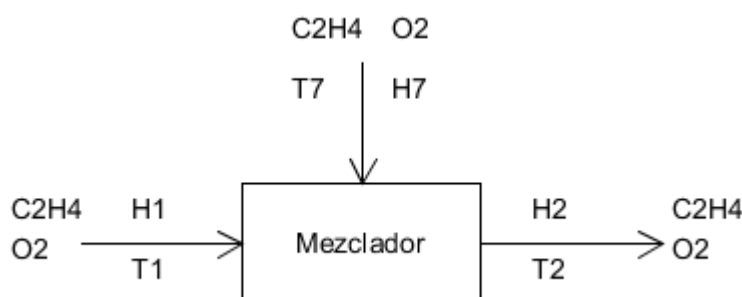 C2H4 O2
T7 H7
C2H4 H1 H2 C2H4
O2 Mezclador O2
T1 T2